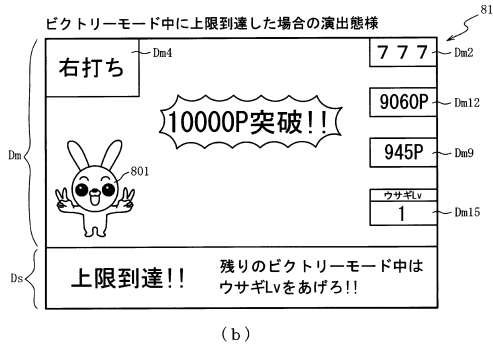 ビクトリーモード中に上限到達した場合の演出態様
81
右打ち
Dm4
7 7 7
Dm2
10000P突破!!
9060P
Dm12
Dm
801
945P
Dm9
ウサギLv
1
Dm15
Ds
上限到達!!
残りのビクトリーモード中は
ウサギLvをあげろ!!
(b)